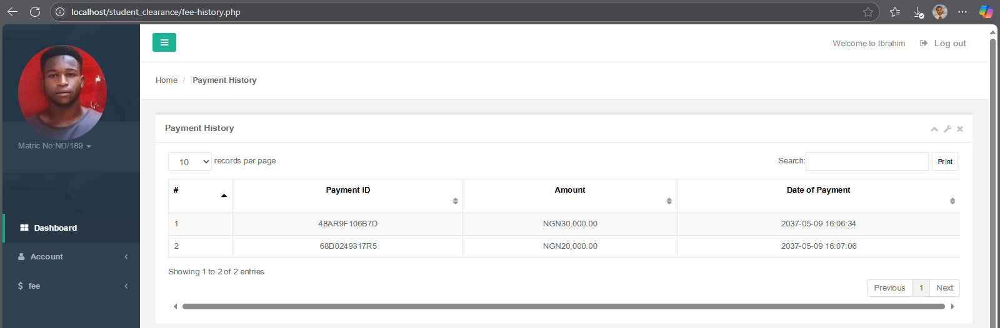 localhost/student_clearance/fee-history.php
Welcome to Ibrahim
Log out
Home / Payment History
Matric No:ND/189
Dashboard
Account
$ fee
Payment History
10 records per page
Search:
Print
# Payment ID Amount Date of Payment
1 48AR9F106B7D NGN30,000.00 2037-05-09 16:06:34
2 68D0249317R5 NGN20,000.00 2037-05-09 16:07:06
Showing 1 to 2 of 2 entries
Previous 1 Next